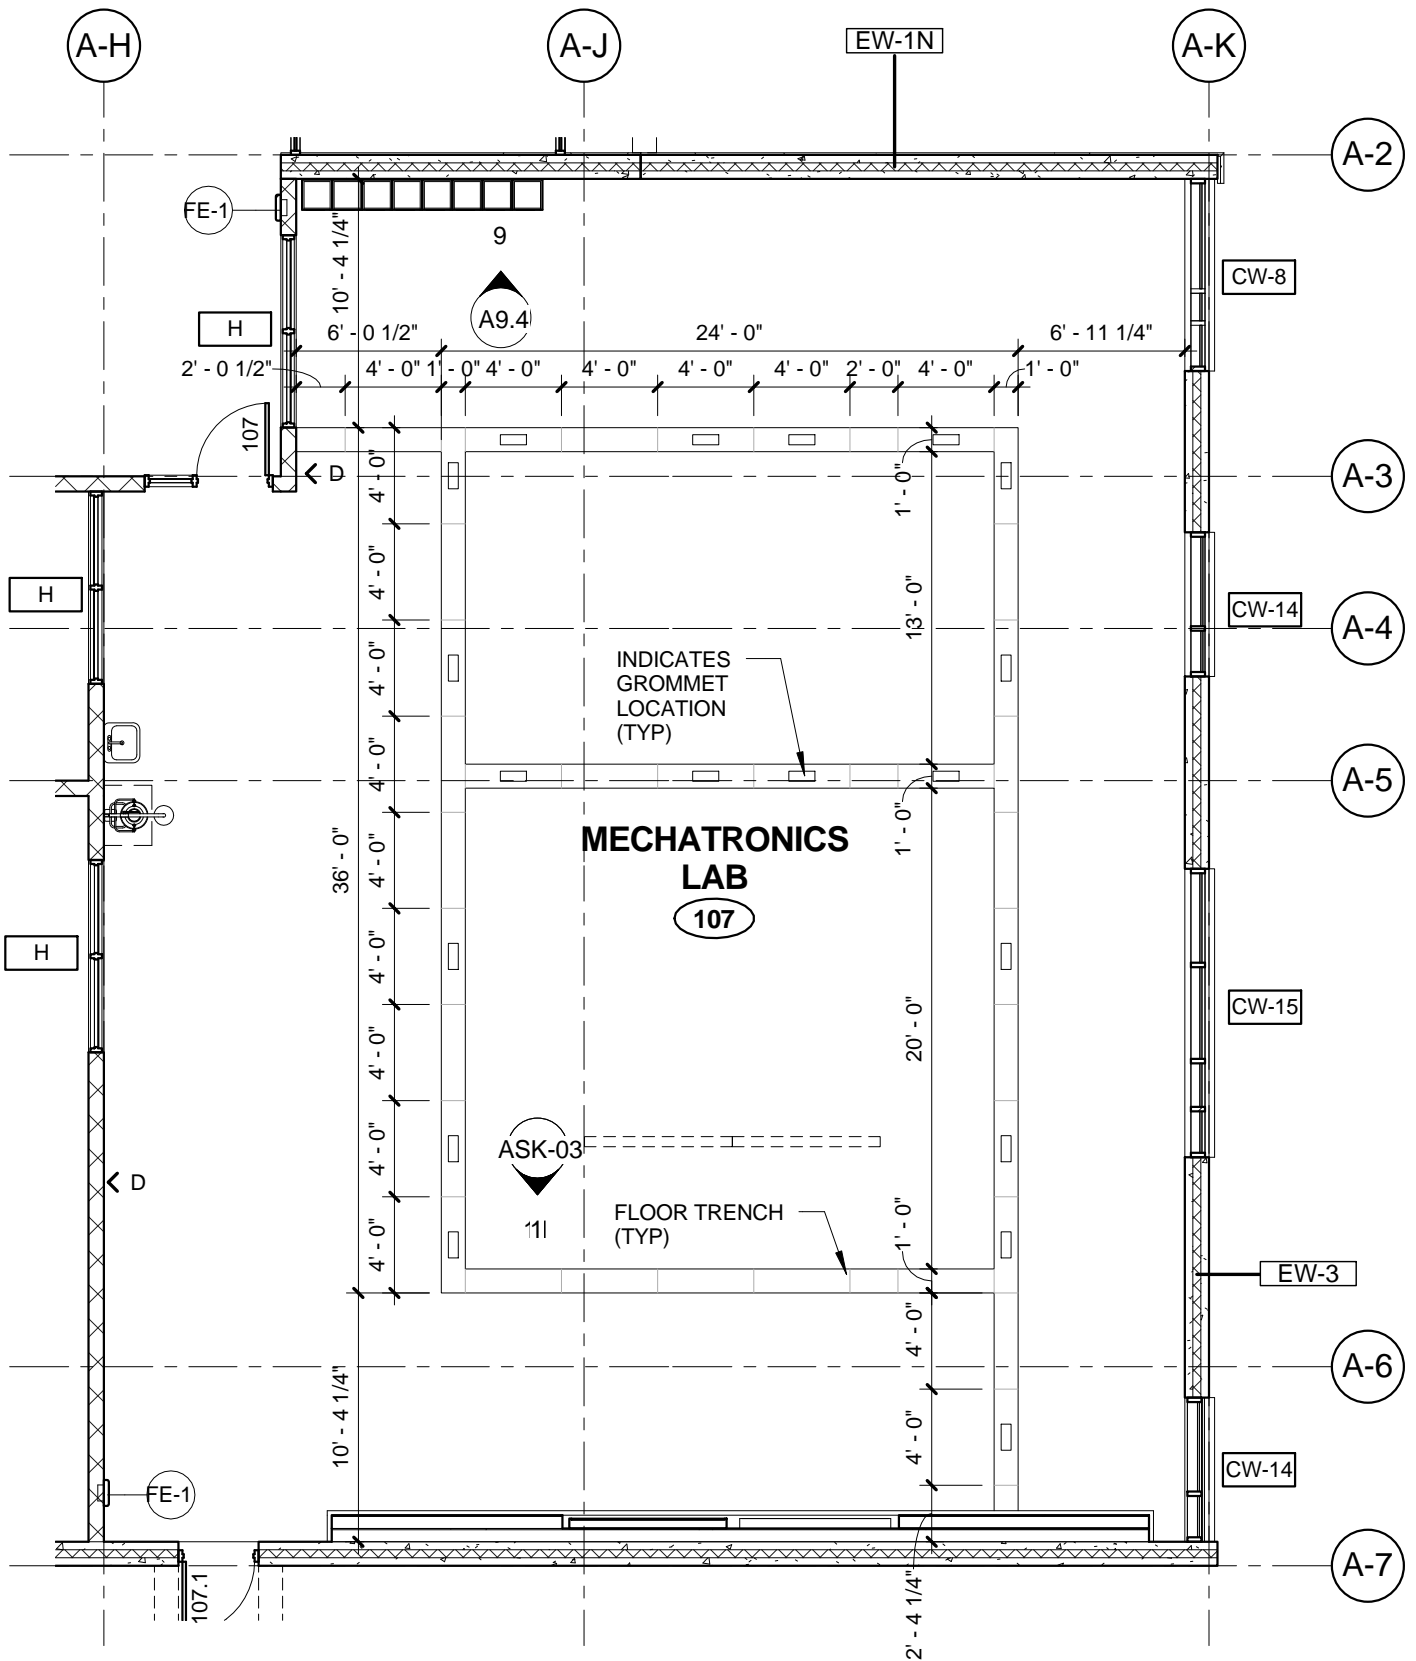 A-H
A-J
EW-1N
A-K
A-2
FE-1
9
10' - 4 1/4"
CW-8
A9.4
H
6' - 0 1/2"
24' - 0"
6' - 11 1/4"
2' - 0 1/2"
4' - 0"
1' - 0"
4' - 0"
4' - 0"
4' - 0"
4' - 0"
2' - 0"
4' - 0"
1' - 0"
107
D
4' - 0"
1' - 0"
A-3
4' - 0"
H
13' - 0"
CW-14
A-4
4' - 0"
INDICATES
GROMMET
LOCATION
(TYP)
4' - 0"
A-5
1' - 0"
MECHATRONICS
LAB
107
36' - 0"
4' - 0"
4' - 0"
H
CW-15
4' - 0"
20' - 0"
ASK-03
4' - 0"
D
FLOOR TRENCH
(TYP)
11
1' - 0"
4' - 0"
EW-3
4' - 0"
A-6
10' - 4 1/4"
4' - 0"
CW-14
FE-1
A-7
107.1
2' - 4 1/4"